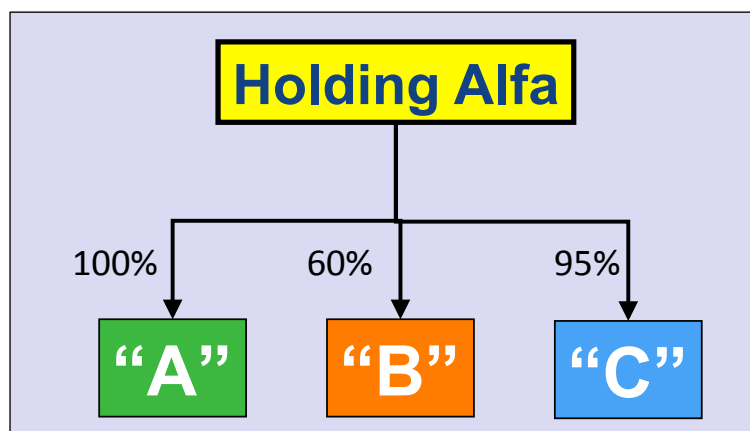 Holding Alfa
100%
60%
95%
“A”
“B”
“C”